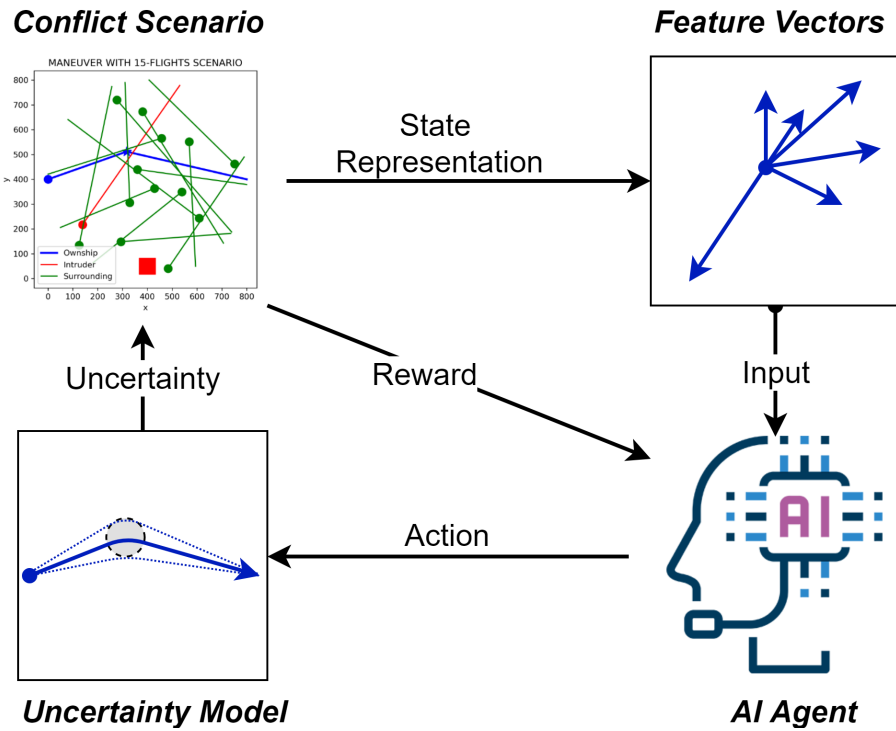 Conflict Scenario
Feature Vectors
MANEUVER WITH 15-FLIGHTS SCENARIO
800
700
600
500
400
300
200
100
0
y
Ownship
Intruder
Surrounding
0 100 200 300 400 500 600 700 800
x
State
Representation
Uncertainty
Reward
Input
AI
Action
Uncertainty Model
AI Agent